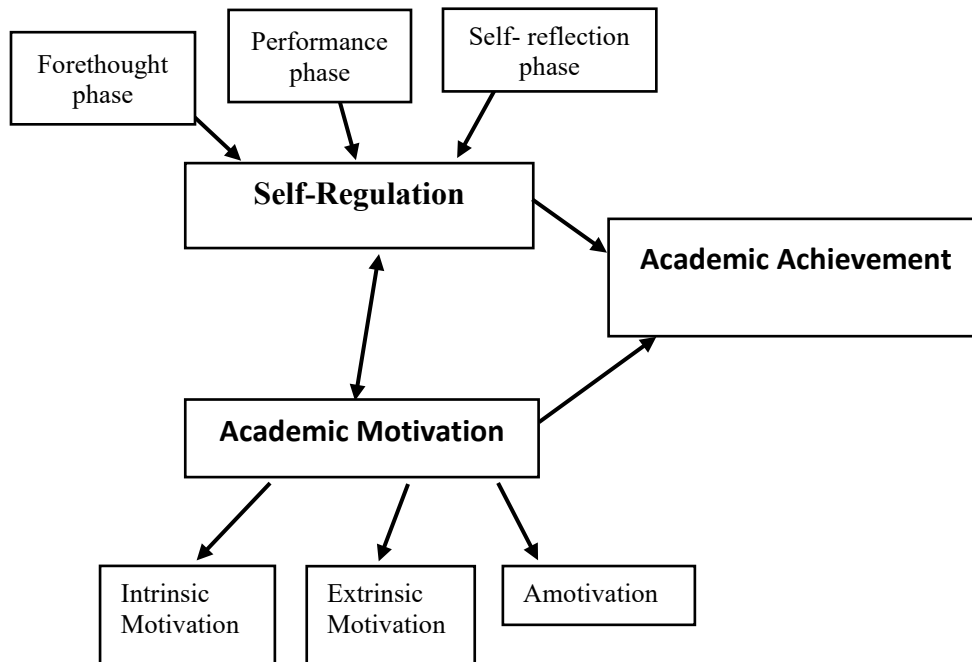 Forethought
phase
Performance
phase
Self- reflection
phase
Self-Regulation
Academic Achievement
Academic Motivation
Intrinsic
Motivation
Extrinsic
Motivation
Amotivation